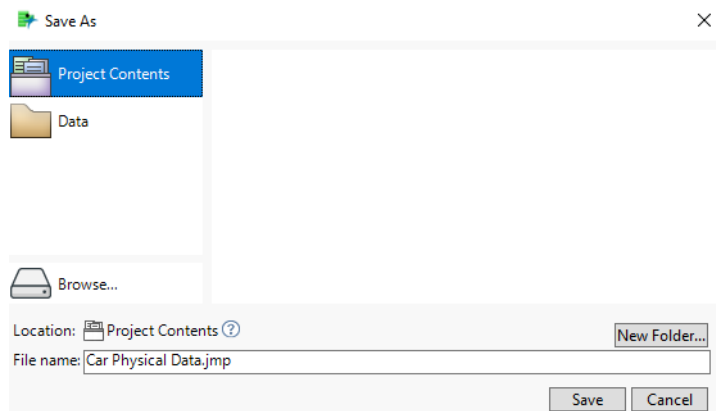 Save As
Project Contents
Data
Browse...
Location: Project Contents ?
New Folder...
File name: Car Physical Data.jmp
Save Cancel